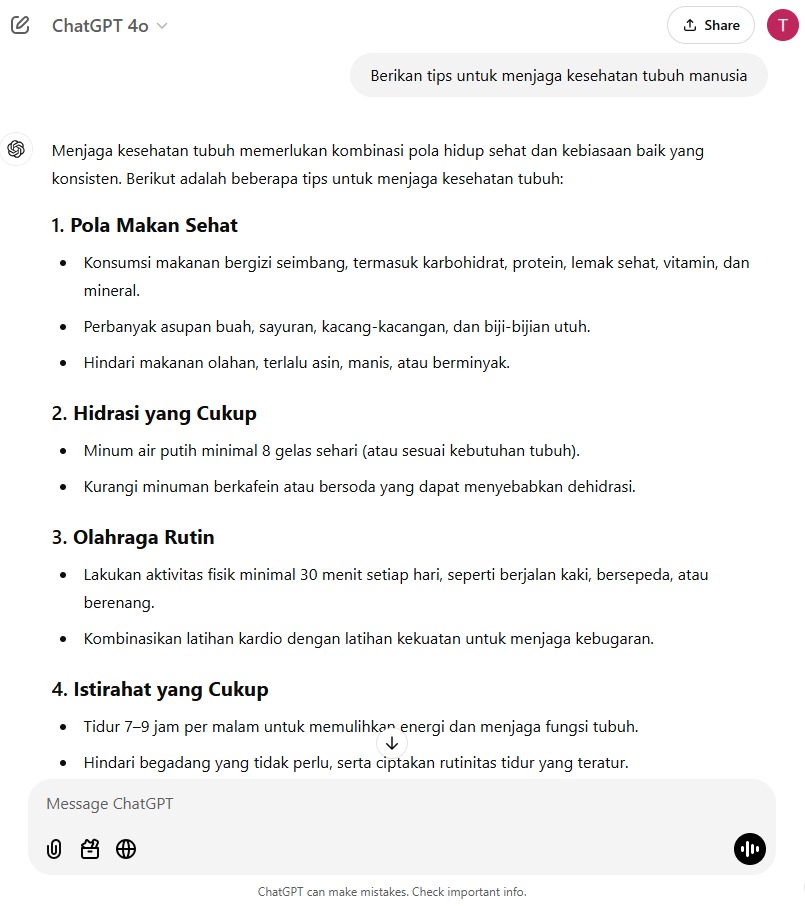 ChatGPT 4o
Share
T
Berikan tips untuk menjaga kesehatan tubuh manusia
Menjaga kesehatan tubuh memerlukan kombinasi pola hidup sehat dan kebiasaan baik yang
konsisten. Berikut adalah beberapa tips untuk menjaga kesehatan tubuh:
1. Pola Makan Sehat
• Konsumsi makanan bergizi seimbang, termasuk karbohidrat, protein, lemak sehat, vitamin, dan
mineral.
• Perbanyak asupan buah, sayuran, kacang-kacangan, dan biji-bijian utuh.
• Hindari makanan olahan, terlalu asin, manis, atau berminyak.
2. Hidrasi yang Cukup
• Minum air putih minimal 8 gelas sehari (atau sesuai kebutuhan tubuh).
• Kurangi minuman berkafein atau bersoda yang dapat menyebabkan dehidrasi.
3. Olahraga Rutin
• Lakukan aktivitas fisik minimal 30 menit setiap hari, seperti berjalan kaki, bersepeda, atau
berenang.
• Kombinasikan latihan kardio dengan latihan kekuatan untuk menjaga kebugaran.
4. Istirahat yang Cukup
• Tidur 7–9 jam per malam untuk memulihkan energi dan menjaga fungsi tubuh.
• Hindari begadang yang tidak perlu, serta ciptakan rutinitas tidur yang teratur.
Message ChatGPT
ChatGPT can make mistakes. Check important info.